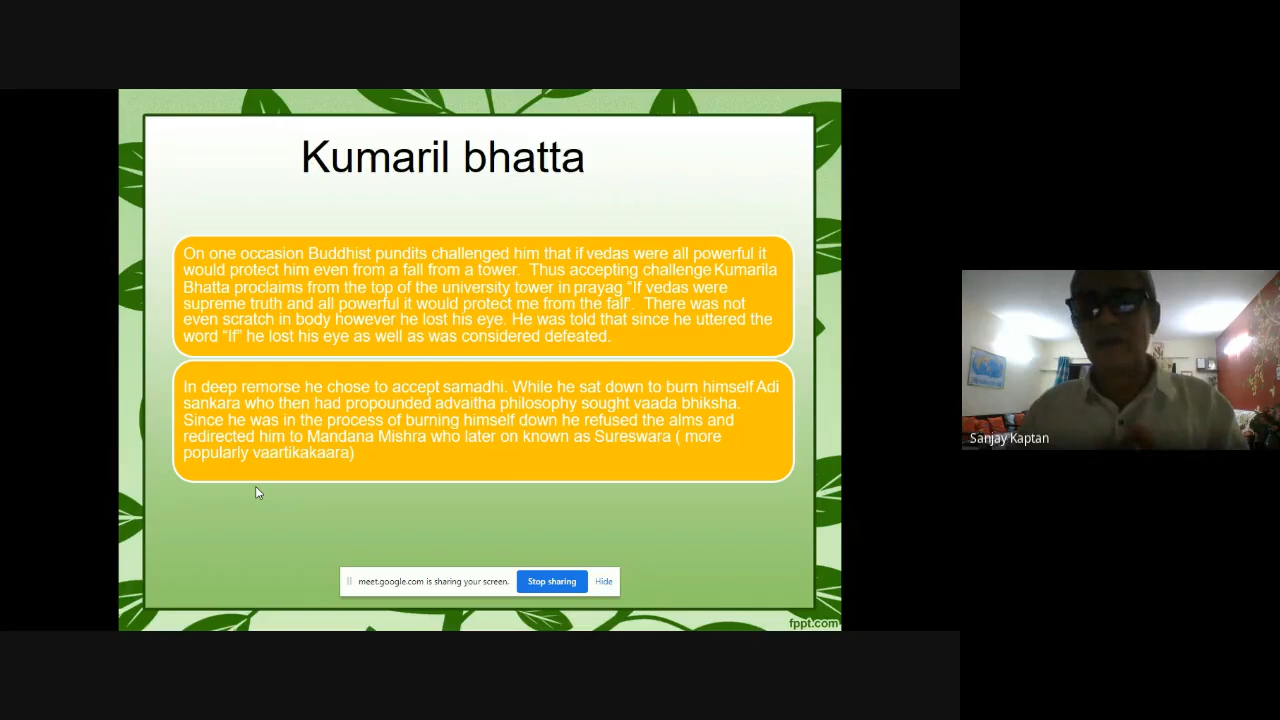 Kumaril bhatta
On one occasion Buddhist pundits challenged him that if vedas were all powerful it
would protect him even from a fall from a tower.  Thus accepting challenge Kumarila
Bhatta proclaims from the top of the university tower in prayag “If vedas were
supreme truth and all powerful it would protect me from the fall”.  There was not
even scratch in body however he lost his eye. He was told that since he uttered the
word “If” he lost his eye as well as was considered defeated.
In deep remorse he chose to accept samadhi. While he sat down to burn himself Adi
sankara who then had propounded advaitha philosophy sought vaada bhiksha.
Since he was in the process of burning himself down he refused the alms and
redirected him to Mandana Mishra who later on known as Sureswara ( more
popularly vaartikakaara)
meet.google.com is sharing your screen. Stop sharing Hide
fppt.com
Sanjay Kaptan